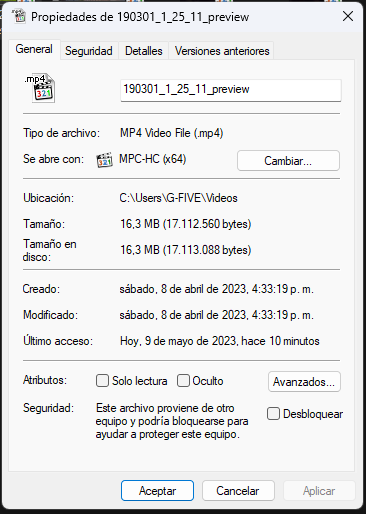 Propiedades de 190301_1_25_11_preview
General Seguridad Detalles Versiones anteriores
.mp4
321
190301_1_25_11_preview
Tipo de archivo: MP4 Video File (.mp4)
Se abre con: MPC-HC (x64) Cambiar...
Ubicación: C:\Users\G-FIVE\Videos
Tamaño: 16,3 MB (17.112.560 bytes)
Tamaño en
disco: 16,3 MB (17.113.088 bytes)
Creado: sábado, 8 de abril de 2023, 4:33:19 p. m.
Modificado: sábado, 8 de abril de 2023, 4:33:19 p. m.
Último acceso: Hoy, 9 de mayo de 2023, hace 10 minutos
Atributos: Solo lectura Oculto Avanzados...
Seguridad: Este archivo proviene de otro Desbloquear
equipo y podría bloquearse para
ayudar a proteger este equipo.
Aceptar Cancelar Aplicar